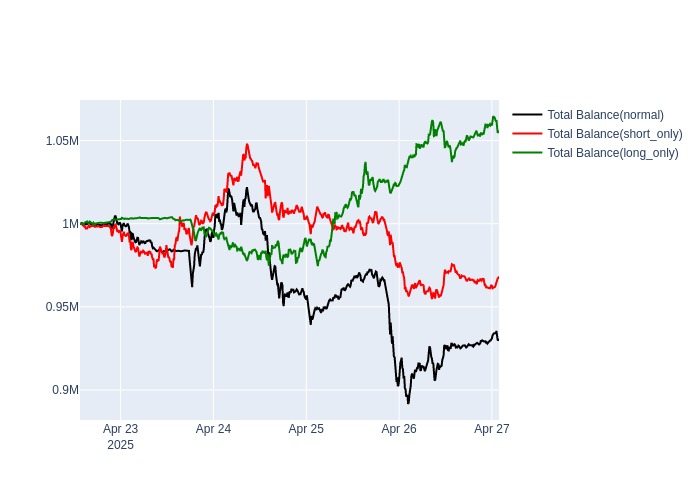 Total Balance(normal)
Total Balance(short_only)
Total Balance(long_only)
1.05M
1M
0.95M
0.9M
Apr 23
2025
Apr 24
Apr 25
Apr 26
Apr 27